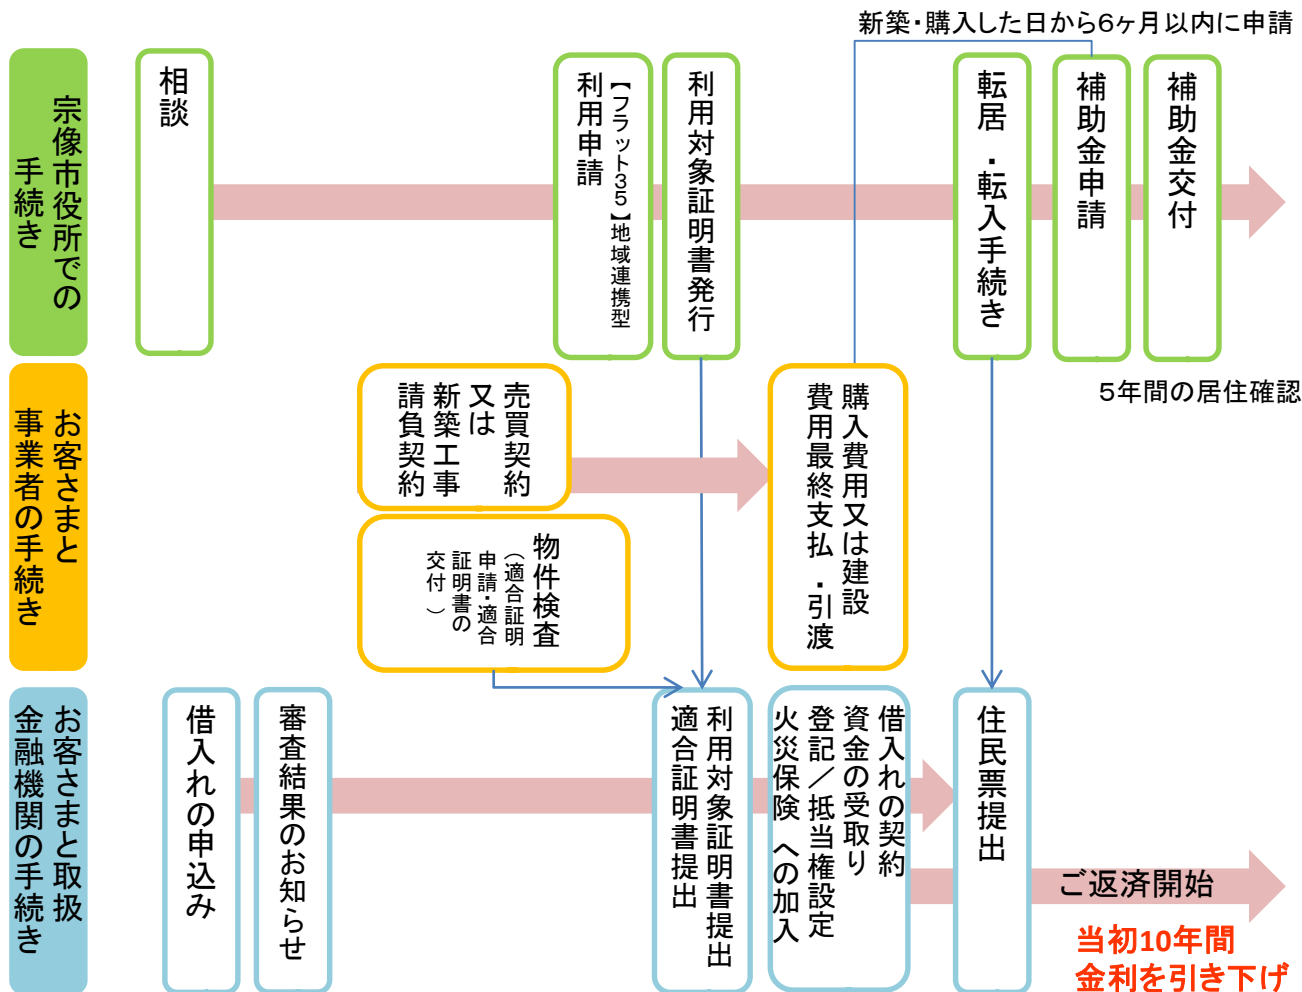 新築・購入した日から6ヶ月以内に申請
宗像市役所での
手続き
相談
【フラット35】地域連携型
利用申請
利用対象証明書発行
転居・転入手続き
補助金申請
補助金交付
5年間の居住確認
お客さまと
事業者の手続き
売買契約
又は
新築工事
請負契約
物件検査
（適合証明
申請・適合
証明書の
交付）
購入費用又は建設
費用最終支払・引渡
お客さまと取扱
金融機関の手続き
借入れの申込み
審査結果のお知らせ
利用対象証明書提出
適合証明書提出
借入れの契約
資金の受取り
登記／抵当権設定
火災保険への加入
住民票提出
ご返済開始
当初10年間
金利を引き下げ